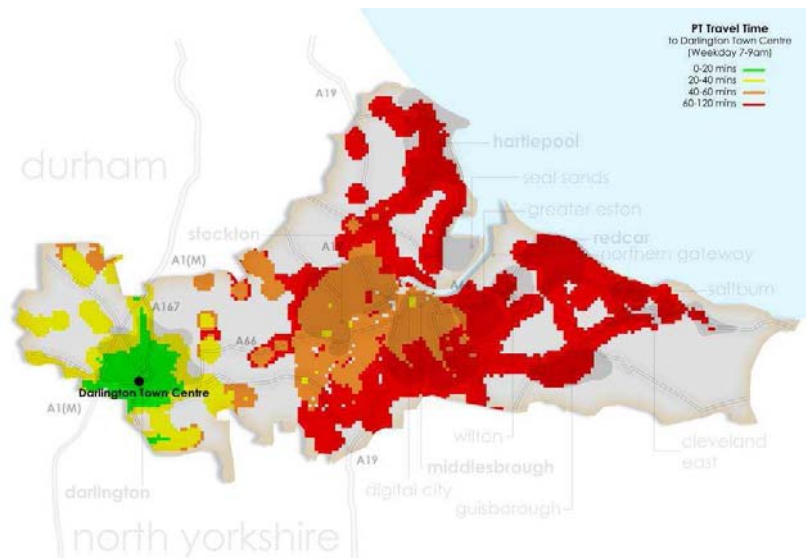 PT Travel Time
to Darlington Town Centre
(Weekday 7-9am)
0-20 mins
20-40 mins
40-60 mins
60-120 mins
A19
hartlepool
durham
seal sands
greater eston
stockton
redcar
A1(M)
northern gateway
saltburn
A167
A66
Darlington Town Centre
A1(M)
wilton
cleveland
east
A19
middlesbrough
darlington
digital city
guisborough
north yorkshire